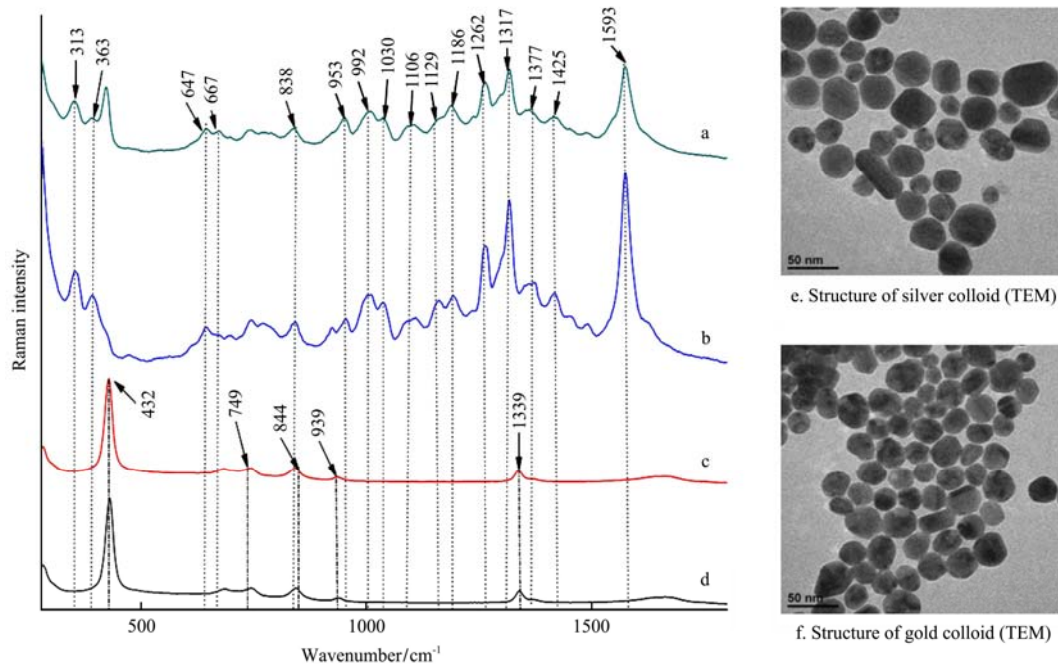 313
363
647
667
838
953
992
1030
1106
1129
1186
1262
1317
1377
1425
1593
a
b
432
749
844
939
1339
c
d
Raman intensity
500
1000
1500
Wavenumber/cm⁻¹
50 nm
e. Structure of silver colloid (TEM)
50 nm
f. Structure of gold colloid (TEM)